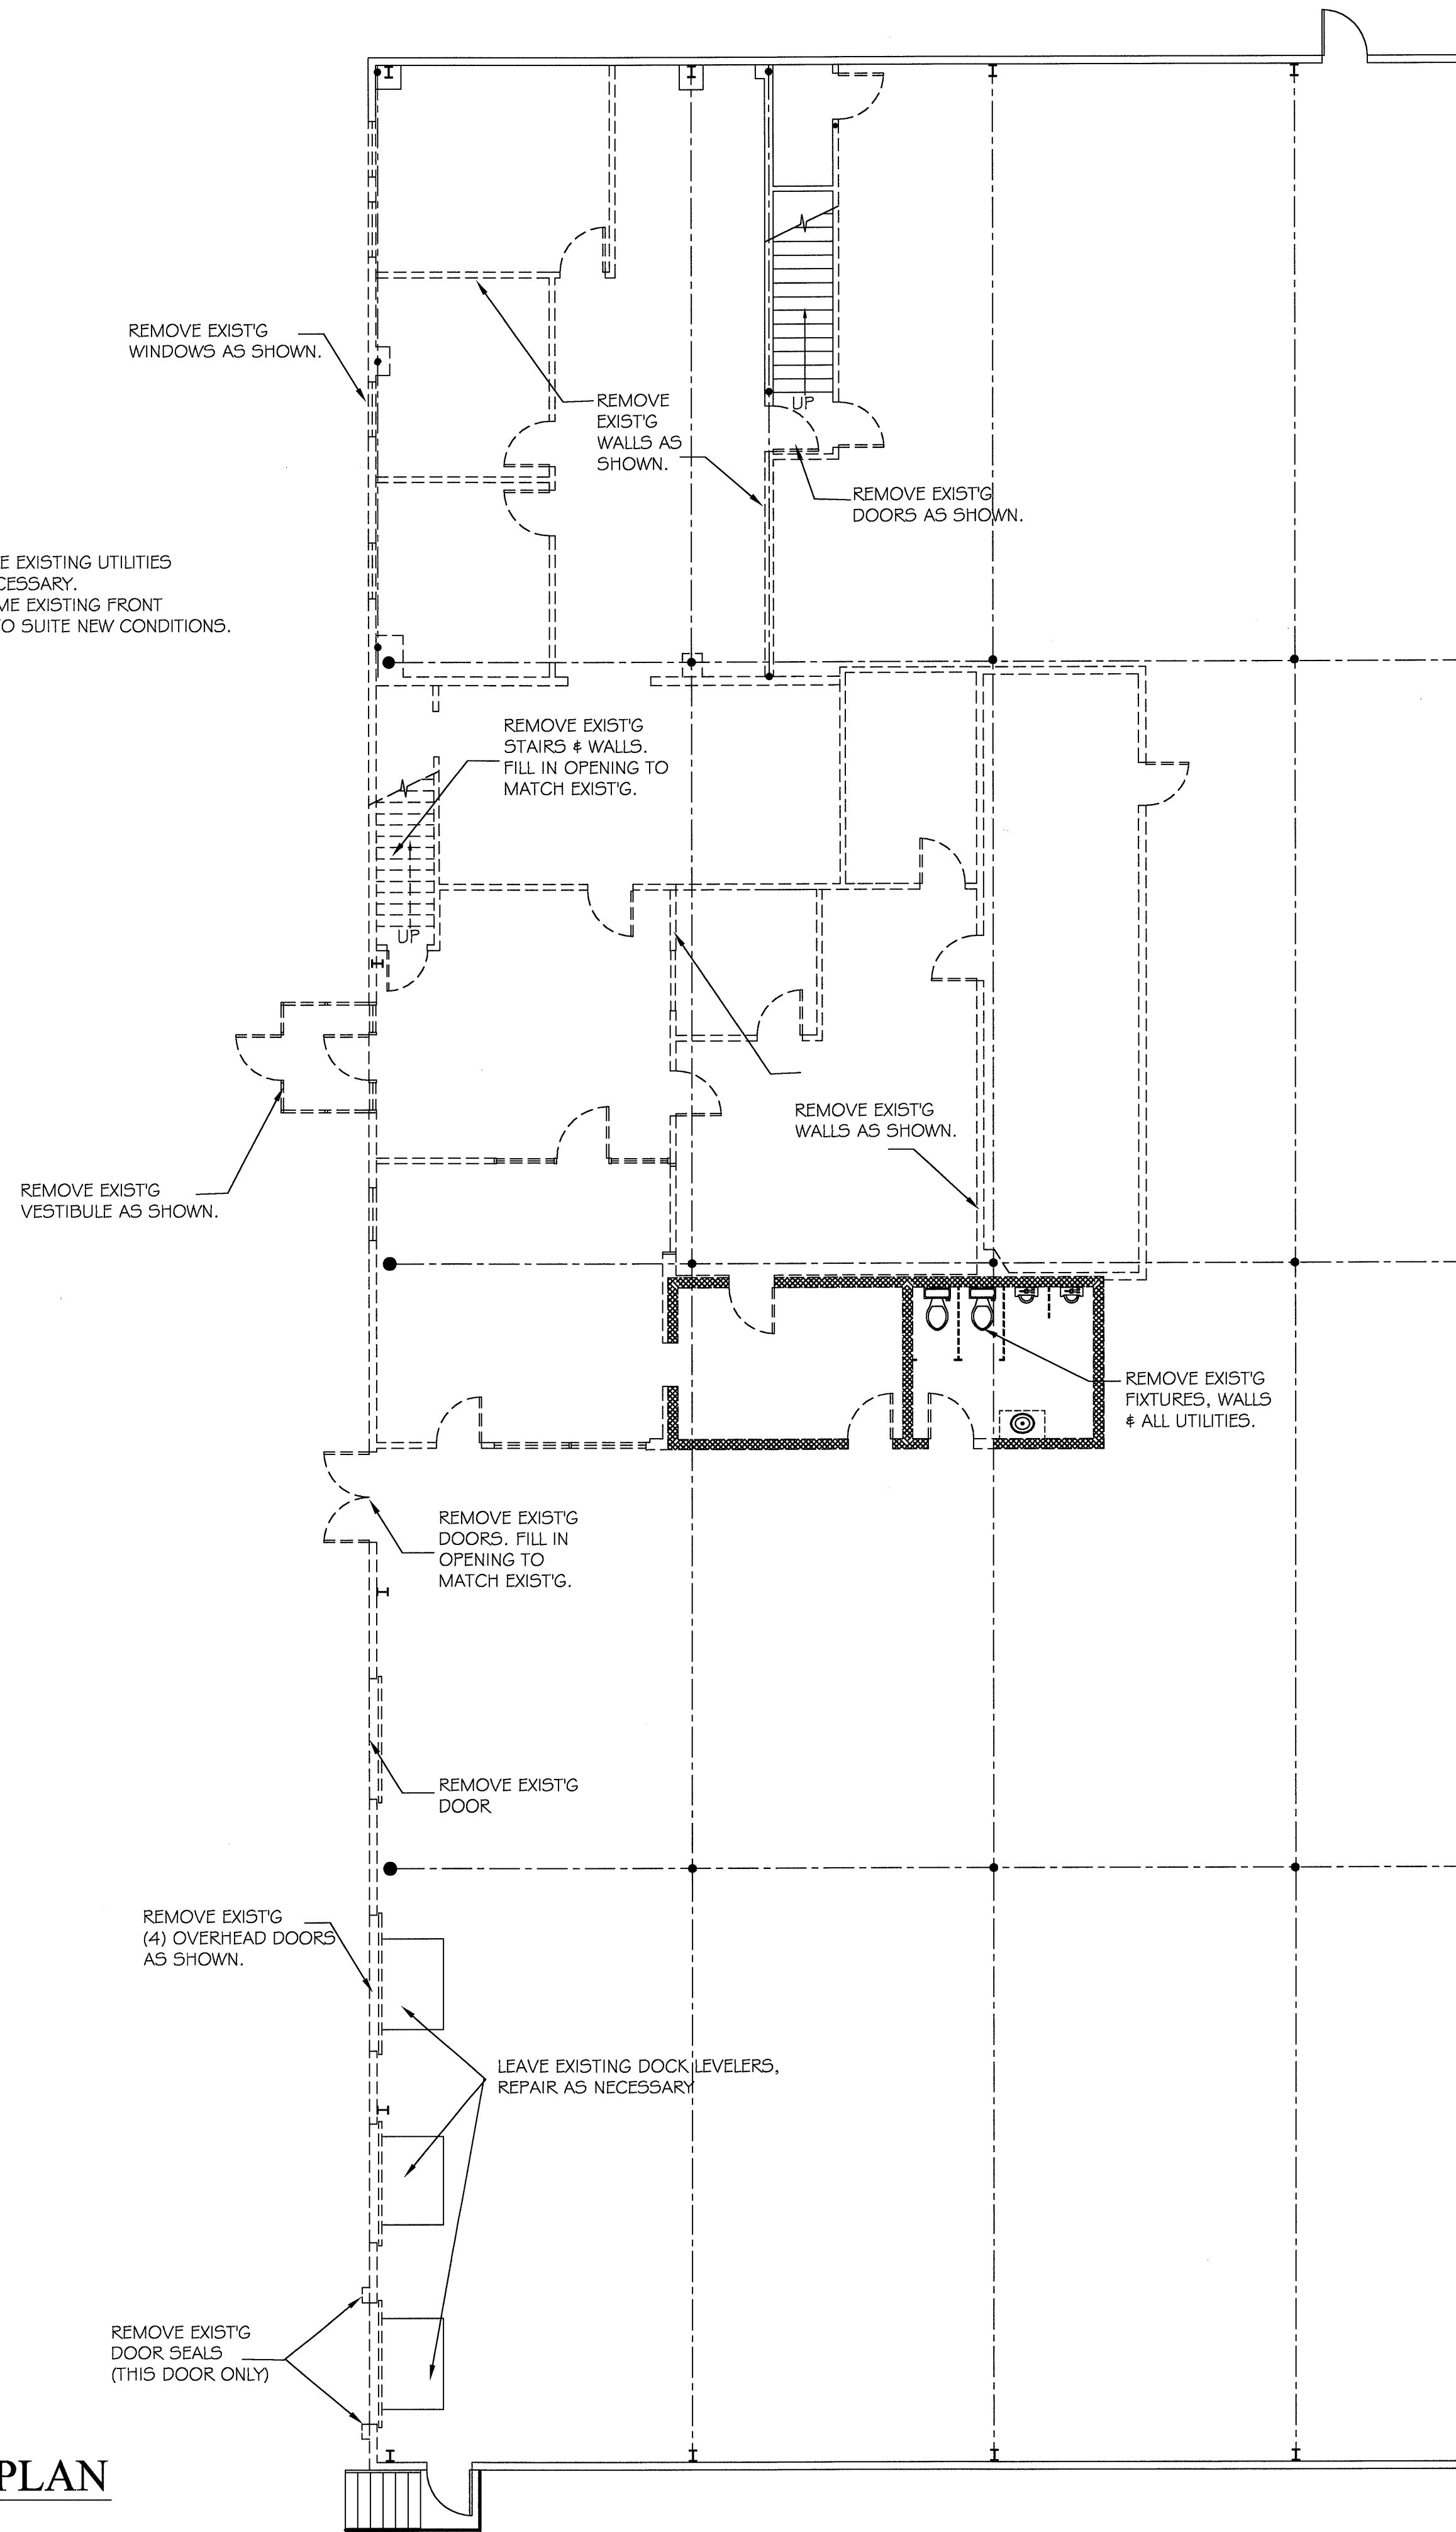 REMOVE EXIST'G
WINDOWS AS SHOWN.
REMOVE
EXIST'G
WALLS AS
SHOWN.
UP
REMOVE EXIST'G
DOORS AS SHOWN.
E EXISTING UTILITIES
CESSARY.
ME EXISTING FRONT
O SUITE NEW CONDITIONS.
REMOVE EXIST'G
STAIRS & WALLS.
FILL IN OPENING TO
MATCH EXIST'G.
UP
REMOVE EXIST'G
WALLS AS SHOWN.
REMOVE EXIST'G
VESTIBULE AS SHOWN.
REMOVE EXIST'G
FIXTURES, WALLS
& ALL UTILITIES.
REMOVE EXIST'G
DOORS. FILL IN
OPENING TO
MATCH EXIST'G.
REMOVE EXIST'G
DOOR
REMOVE EXIST'G
(4) OVERHEAD DOORS
AS SHOWN.
LEAVE EXISTING DOCK LEVELERS,
REPAIR AS NECESSARY
REMOVE EXIST'G
DOOR SEALS
(THIS DOOR ONLY)
PLAN